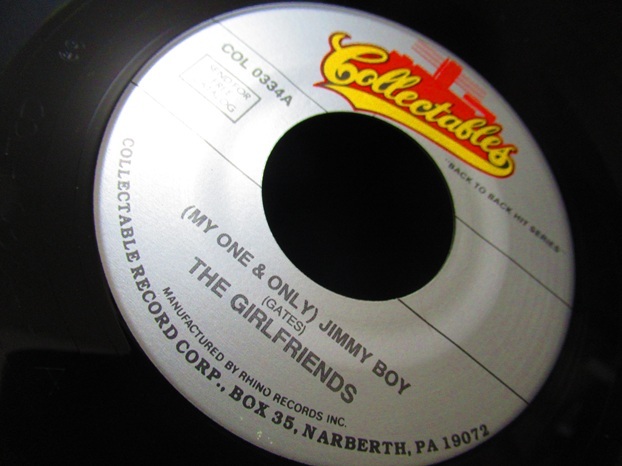 Collectables
"BACK TO BACK HIT SERIES"
COL 0334A
(MY ONE & ONLY) JIMMY BOY
(GATES)
THE GIRLFRIENDS
MANUFACTURED BY RHINO RECORDS INC.
COLLECTABLE RECORD CORP., BOX 35, NARBERTH, PA 19072